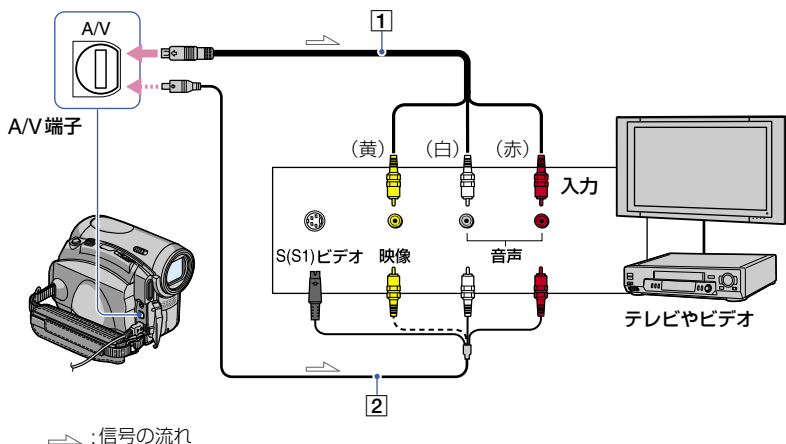 A/V
1
A/V端子
（黄）
（白）
（赤）
入力
S(S1)ビデオ
映像
音声
テレビやビデオ
2
:信号の流れ